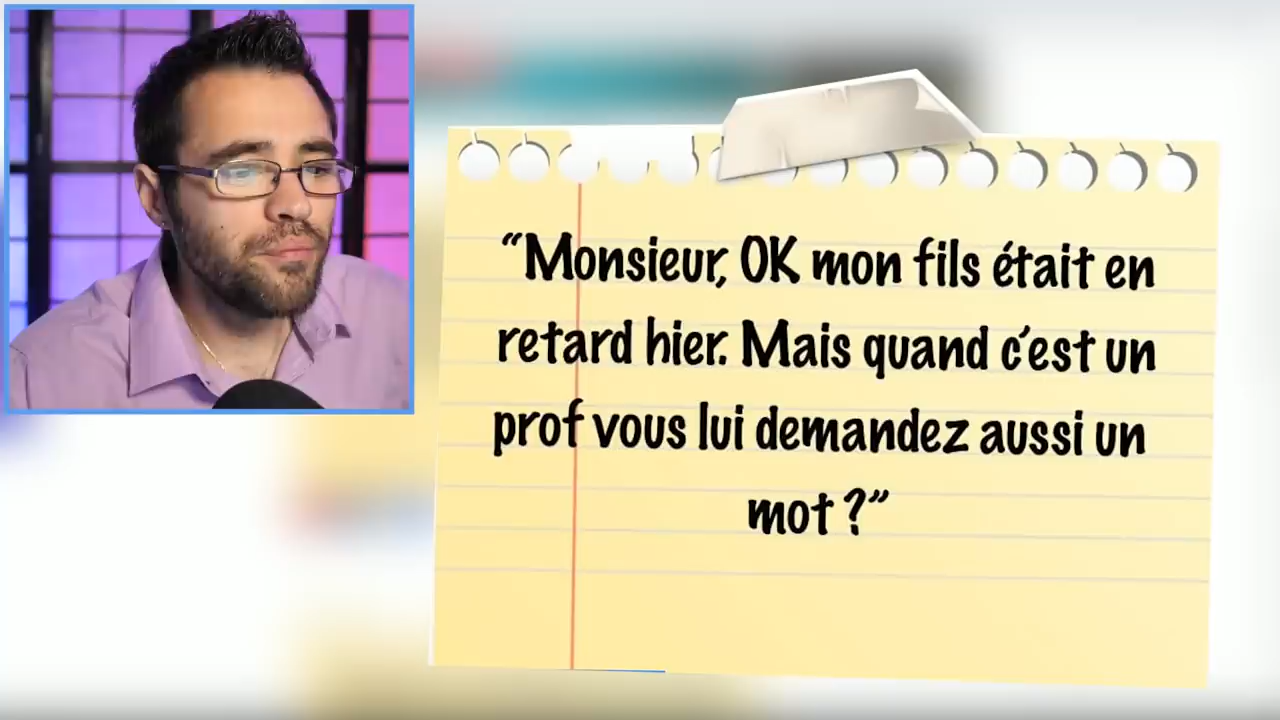 “Monsieur, OK mon fils était en
retard hier. Mais quand c'est un
prof vous lui demandez aussi un
mot ?”